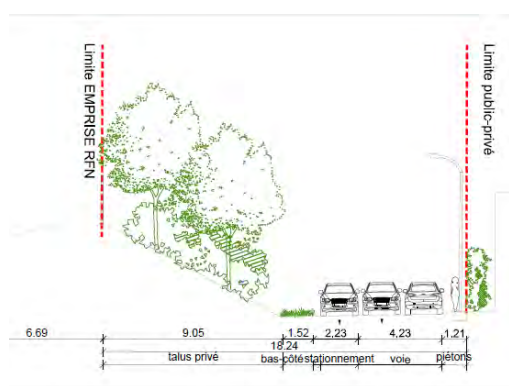 Limite EMPRISE RFN
Limite public-privé
6.69 9.05 1.52 2,23 4,23 1,21
18.24
talus privé bas-côté stationnement voie piétons